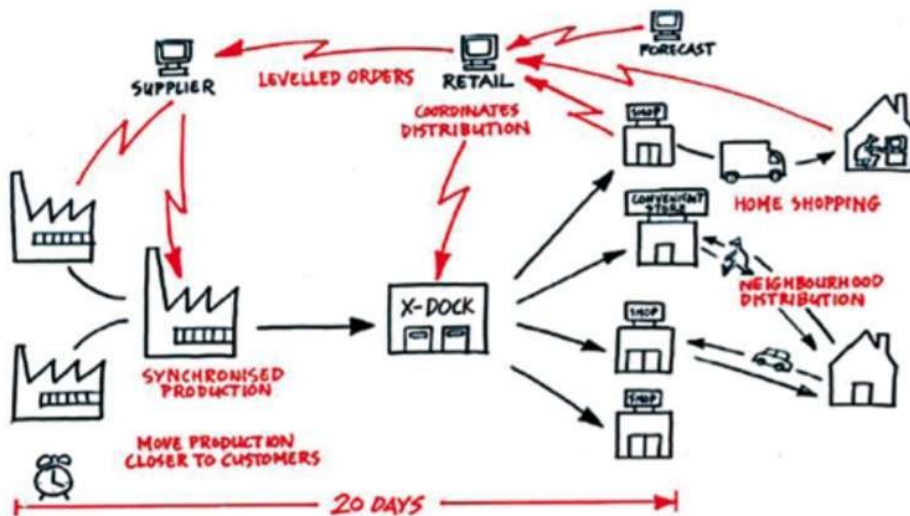 FORECAST
SUPPLIER
LEVELLED ORDERS
RETAIL
COORDINATES
DISTRIBUTION
SHOP
HOME SHOPPING
CONVENIENT
STORE
X-DOCK
NEIGHBOURHOOD
DISTRIBUTION
SHOP
SYNCHRONISED
PRODUCTION
SHOP
MOVE PRODUCTION
CLOSER TO CUSTOMERS
20 DAYS